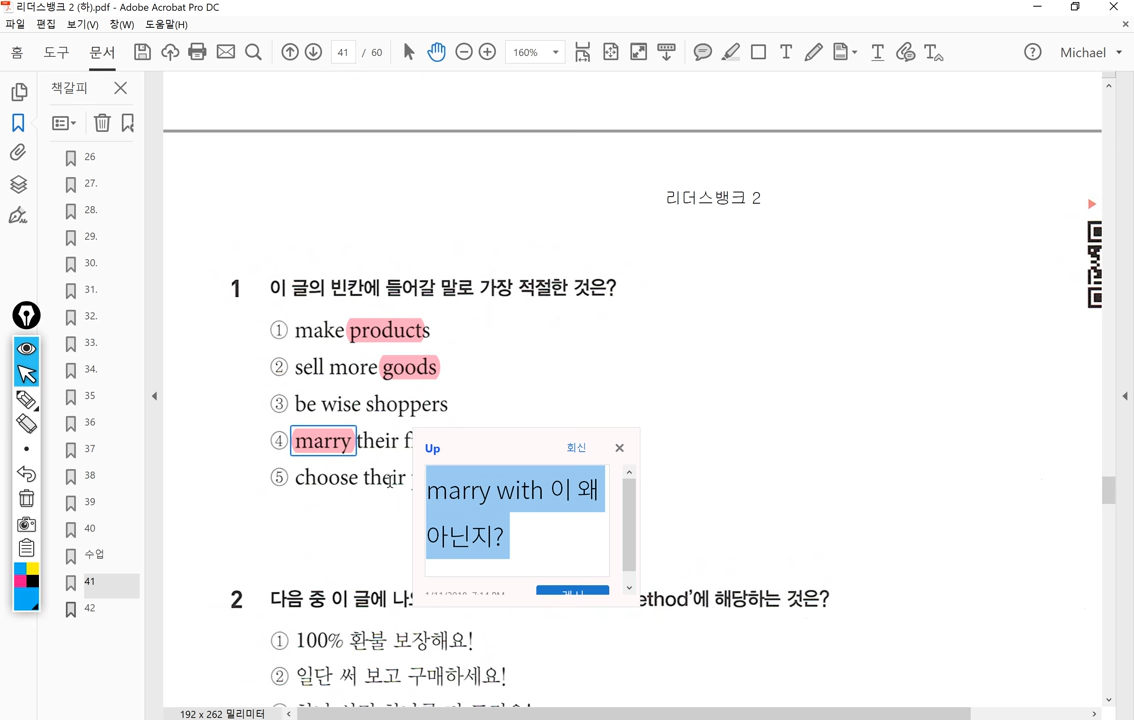 리더스뱅크 2 (하).pdf - Adobe Acrobat Pro DC
파일 편집 보기(V) 창(W) 도움말(H)
홈 도구 문서 41 / 60 160% Michael
책갈피
26
27.
28.
29.
30.
31.
32.
33.
34.
35
36
37
38
39
40
수업
41
42
리더스뱅크 2
1 이 글의 빈칸에 들어갈 말로 가장 적절한 것은?
① make products
② sell more goods
③ be wise shoppers
④ marry their
⑤ choose their
Up 회신
marry with 이 왜
아닌지?
2 다음 중 이 글에 ethod’에 해당하는 것은?
① 100% 환불 보장해요!
② 일단 써 보고 구매하세요!
192 x 262 밀리미터